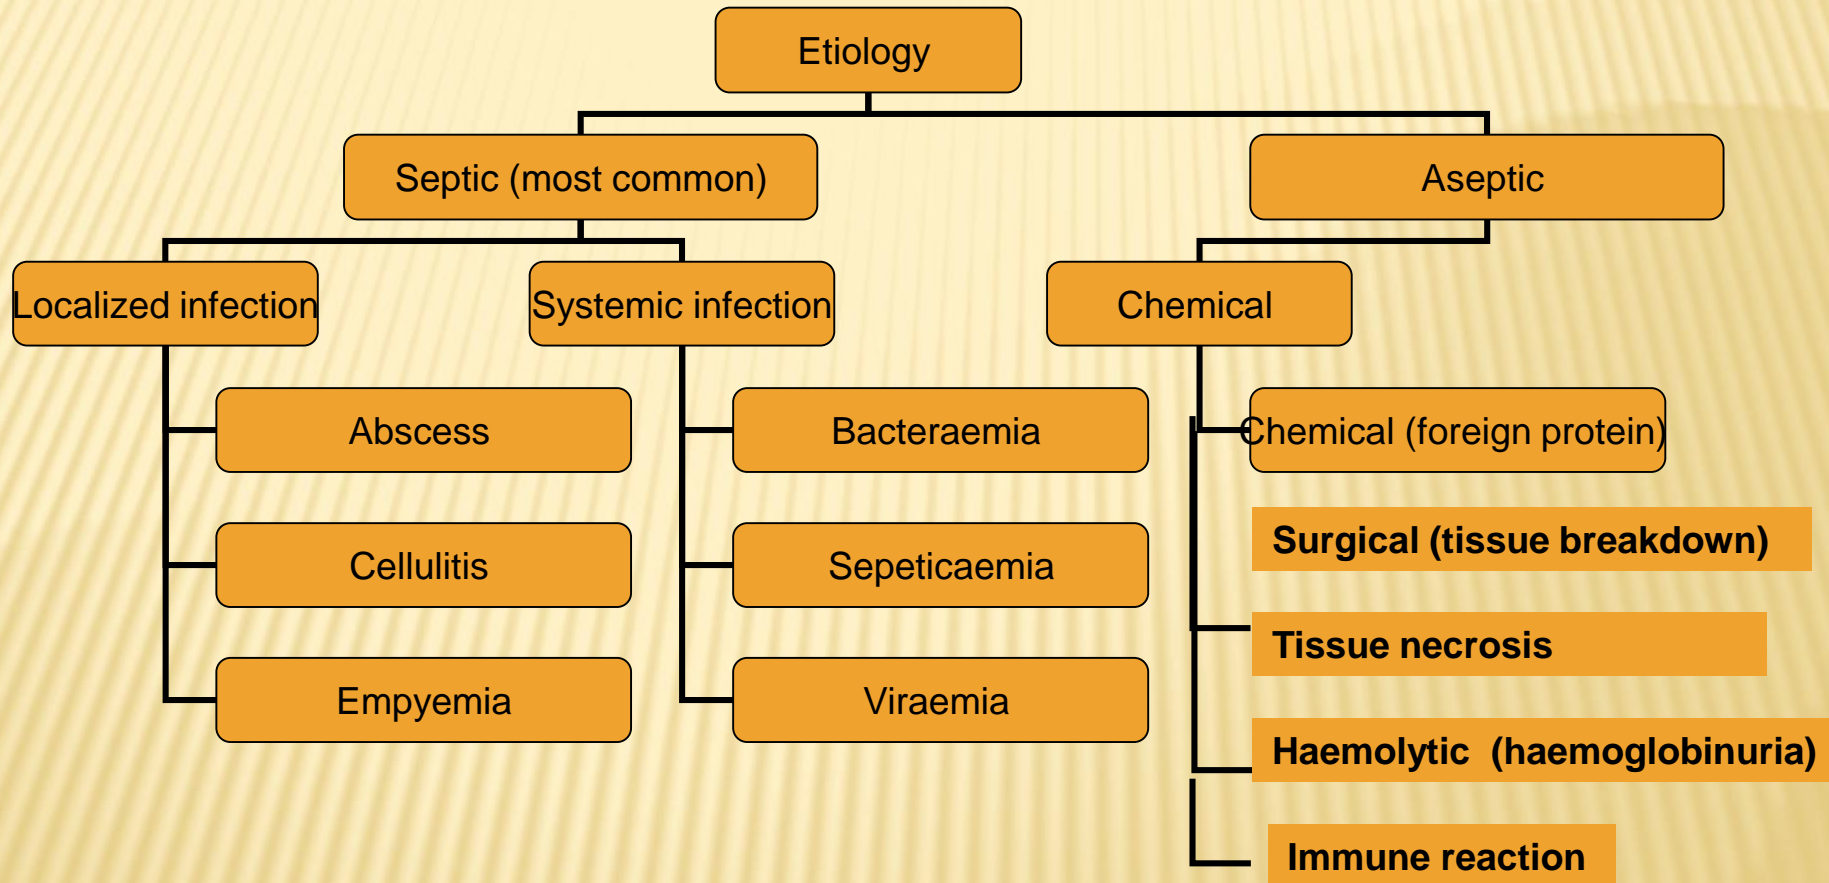 Etiology
Septic (most common)
Aseptic
Localized infection
Systemic infection
Chemical
Abscess
Bacteraemia
Chemical (foreign protein)
Surgical (tissue breakdown)
Cellulitis
Sepeticaemia
Tissue necrosis
Empyemia
Viraemia
Haemolytic  (haemoglobinuria)
Immune reaction